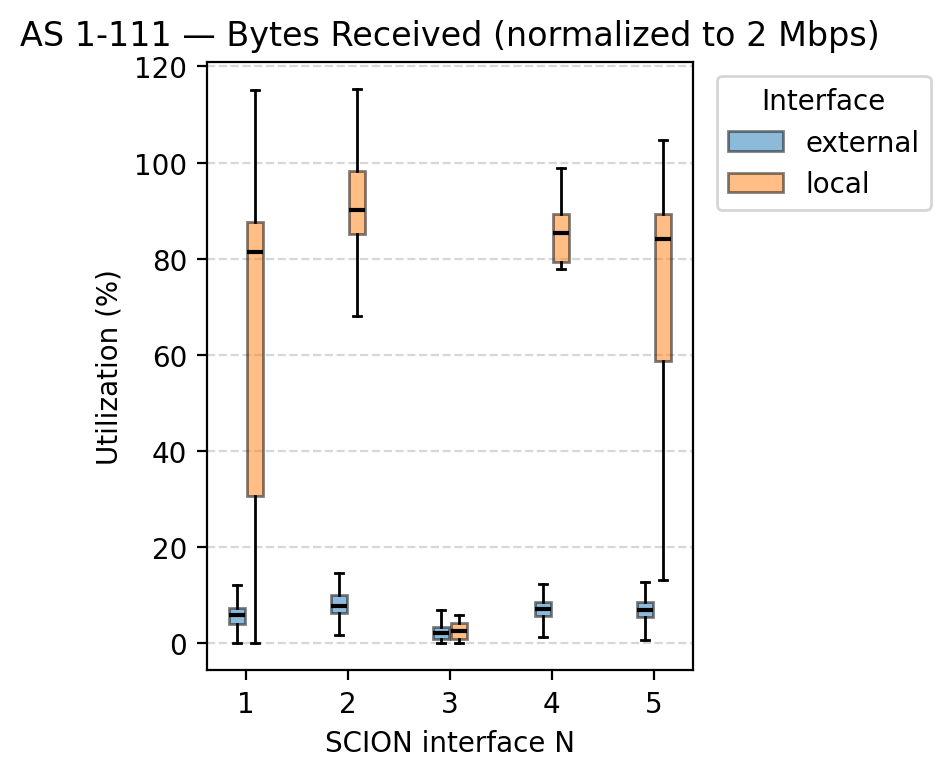 AS 1-111 — Bytes Received (normalized to 2 Mbps)
120
100
80
60
40
20
0
Utilization (%)
1 2 3 4 5
SCION interface N
Interface
external
local